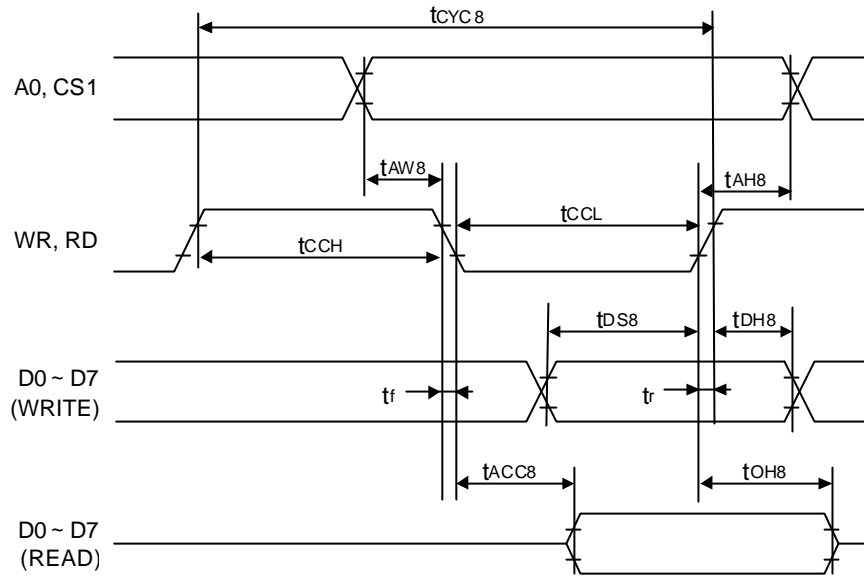 tCYC8
A0, CS1
tAW8
tAH8
WR, RD
tCCL
tCCH
tDS8
tDH8
D0 ~ D7
(WRITE)
tf
tr
tACC8
tOH8
D0 ~ D7
(READ)